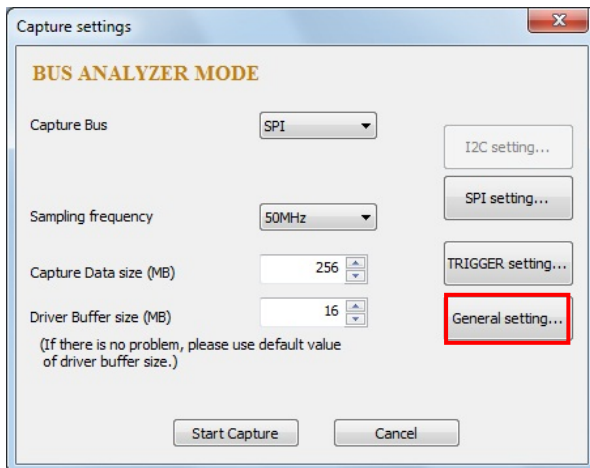 Capture settings
BUS ANALYZER MODE
Capture Bus
SPI
I2C setting...
SPI setting...
Sampling frequency
50MHz
TRIGGER setting...
Capture Data size (MB)
256
Driver Buffer size (MB)
16
General setting...
(If there is no problem, please use default value
of driver buffer size.)
Start Capture
Cancel